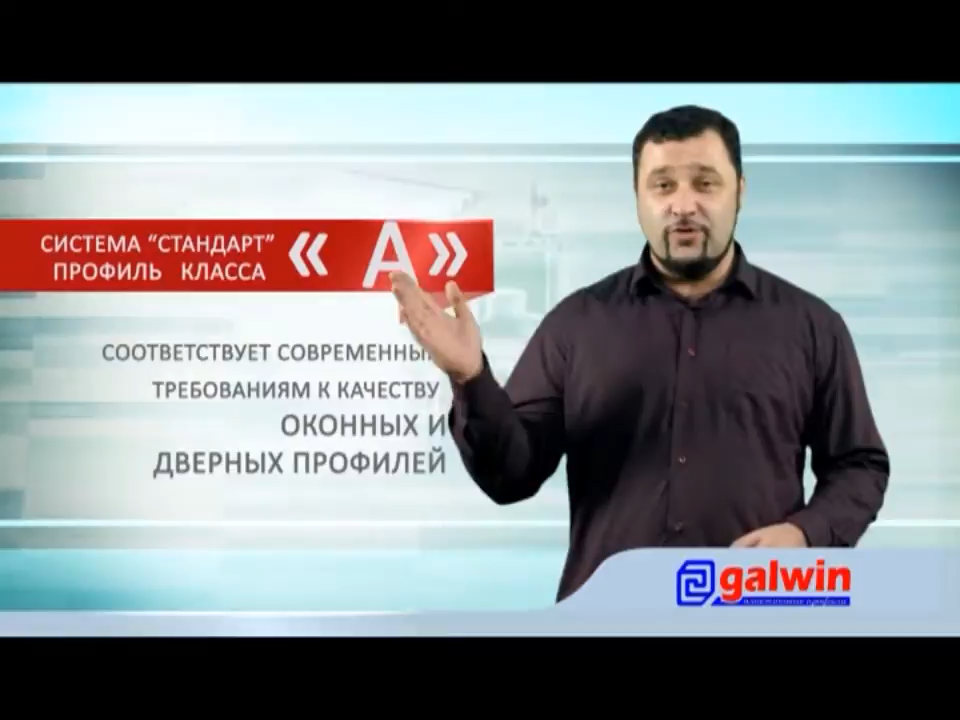 СИСТЕМА “СТАНДАРТ”
ПРОФИЛЬ КЛАССА
« А»
СООТВЕТСТВУЕТ СОВРЕМЕННЫ
ТРЕБОВАНИЯМ К КАЧЕСТВУ
ОКОННЫХ И
ДВЕРНЫХ ПРОФИЛЕЙ
galwin